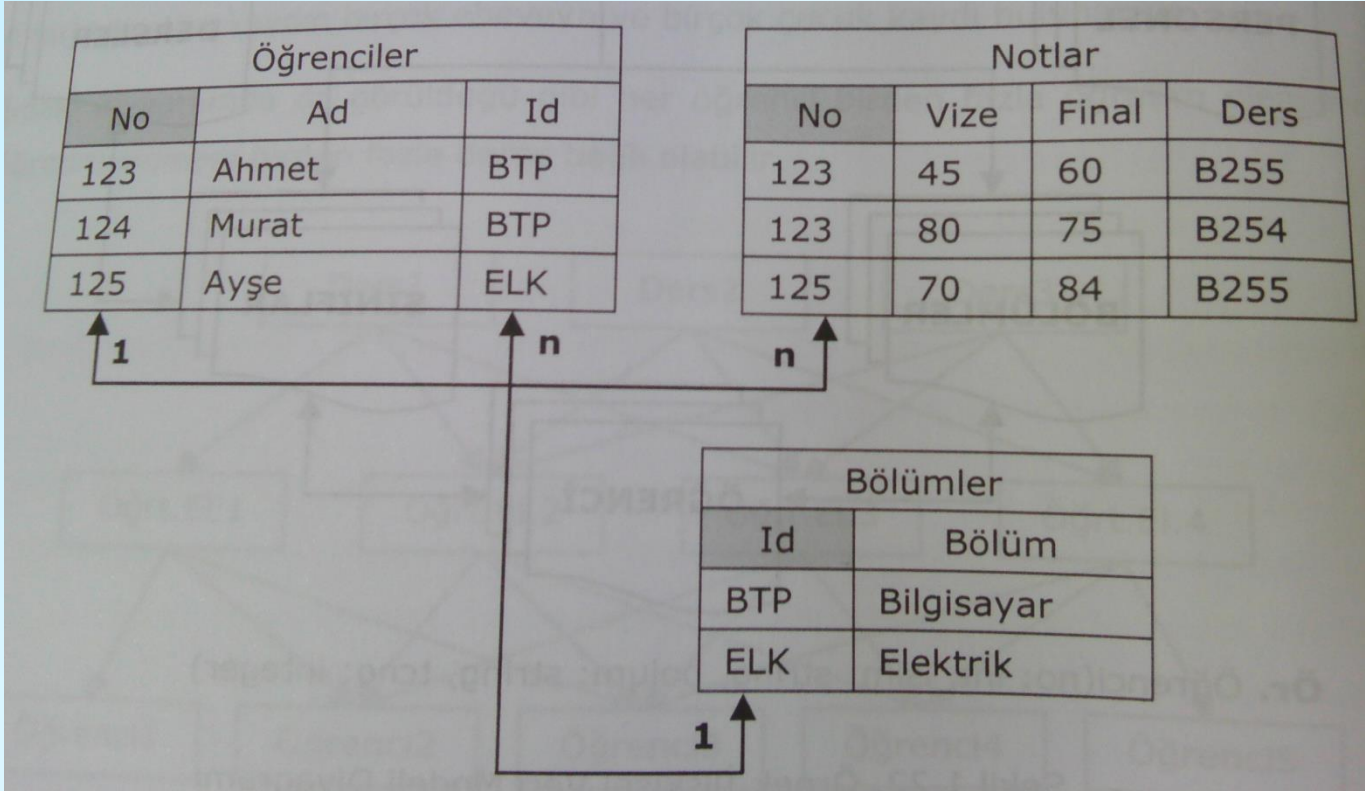 Öğrenciler
No Ad Id
123 Ahmet BTP
124 Murat BTP
125 Ayşe ELK
Notlar
No Vize Final Ders
123 45 60 B255
123 80 75 B254
125 70 84 B255
1 n n
Bölümler
Id Bölüm
BTP Bilgisayar
ELK Elektrik
1